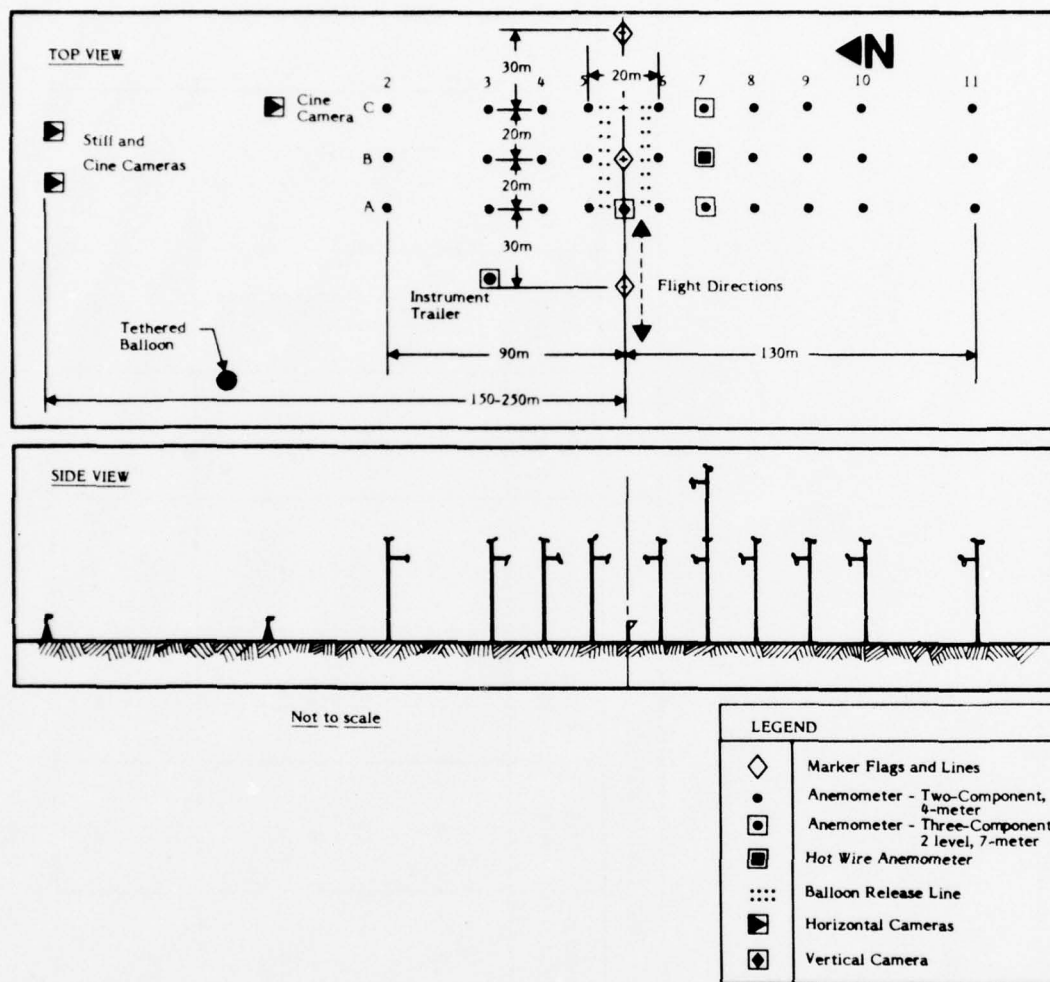 TOP VIEW
N
30m
20m
2
3
4
5
6
7
8
9
10
11
Cine
Camera
C
Still and
Cine Cameras
20m
B
20m
A
30m
Instrument
Trailer
Flight Directions
Tethered
Balloon
90m
130m
150-250m
SIDE VIEW
Not to scale
LEGEND
Marker Flags and Lines
Anemometer - Two-Component,
4-meter
Anemometer - Three-Component
2 level, 7-meter
Hot Wire Anemometer
Balloon Release Line
Horizontal Cameras
Vertical Camera